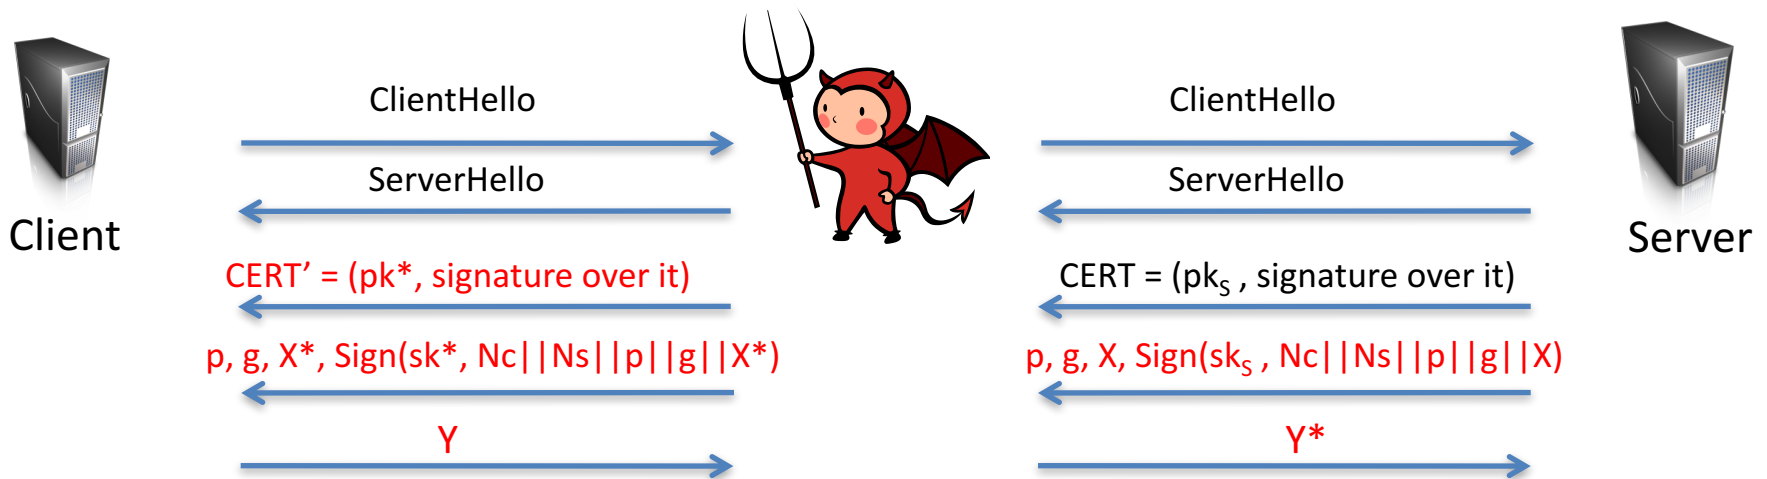 ClientHello
ClientHello
ServerHello
ServerHello
Client
Server
CERT’ = (pk*, signature over it)
CERT = (pkₛ , signature over it)
p, g, X*, Sign(sk*, Nc||Ns||p||g||X*)
p, g, X, Sign(skₛ , Nc||Ns||p||g||X)
Y
Y*